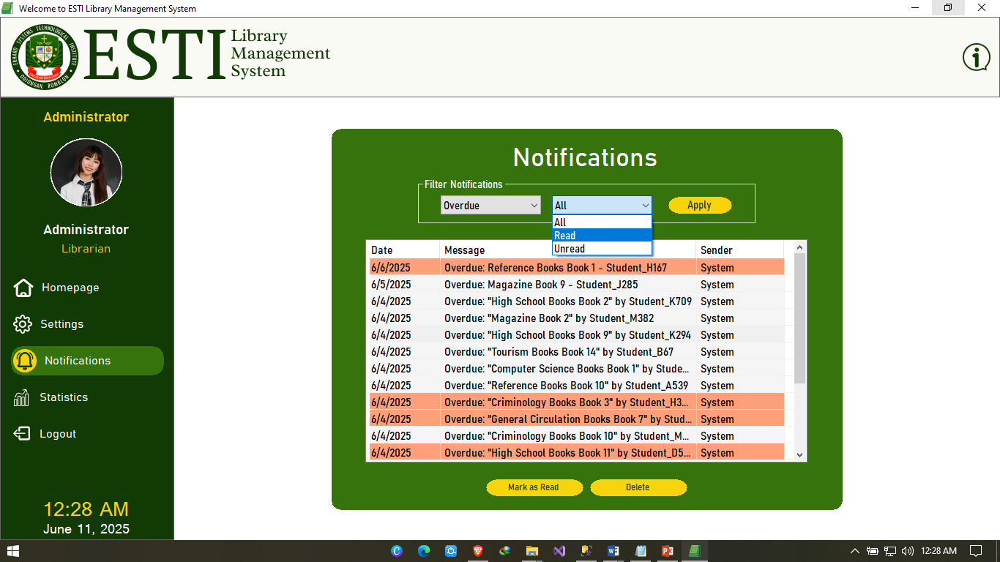 Welcome to ESTI Library Management System
ERHARD SYSTEMS TECHNOLOGICAL INSTITUTE
ODIONGAN, ROMBLON
ESTI
Library
Management
System
Administrator
Administrator
Librarian
Homepage
Settings
Notifications
Statistics
Logout
12:28 AM
June 11, 2025
Notifications
Filter Notifications
Overdue
All
Apply
All
Read
Unread
Date Message Sender
6/6/2025 Overdue: Reference Books Book 1 - Student_H167 System
6/5/2025 Overdue: Magazine Book 9 - Student_J285 System
6/4/2025 Overdue: "High School Books Book 2" by Student_K709 System
6/4/2025 Overdue: "Magazine Book 2" by Student_M382 System
6/4/2025 Overdue: "High School Books Book 9" by Student_K294 System
6/4/2025 Overdue: "Tourism Books Book 14" by Student_B67 System
6/4/2025 Overdue: "Computer Science Books Book 1" by Stude... System
6/4/2025 Overdue: "Reference Books Book 10" by Student_A539 System
6/4/2025 Overdue: "Criminology Books Book 3" by Student_H3... System
6/4/2025 Overdue: "General Circulation Books Book 7" by Stud... System
6/4/2025 Overdue: "Criminology Books Book 10" by Student_M... System
6/4/2025 Overdue: "High School Books Book 11" by Student_D5... System
Mark as Read
Delete
12:28 AM